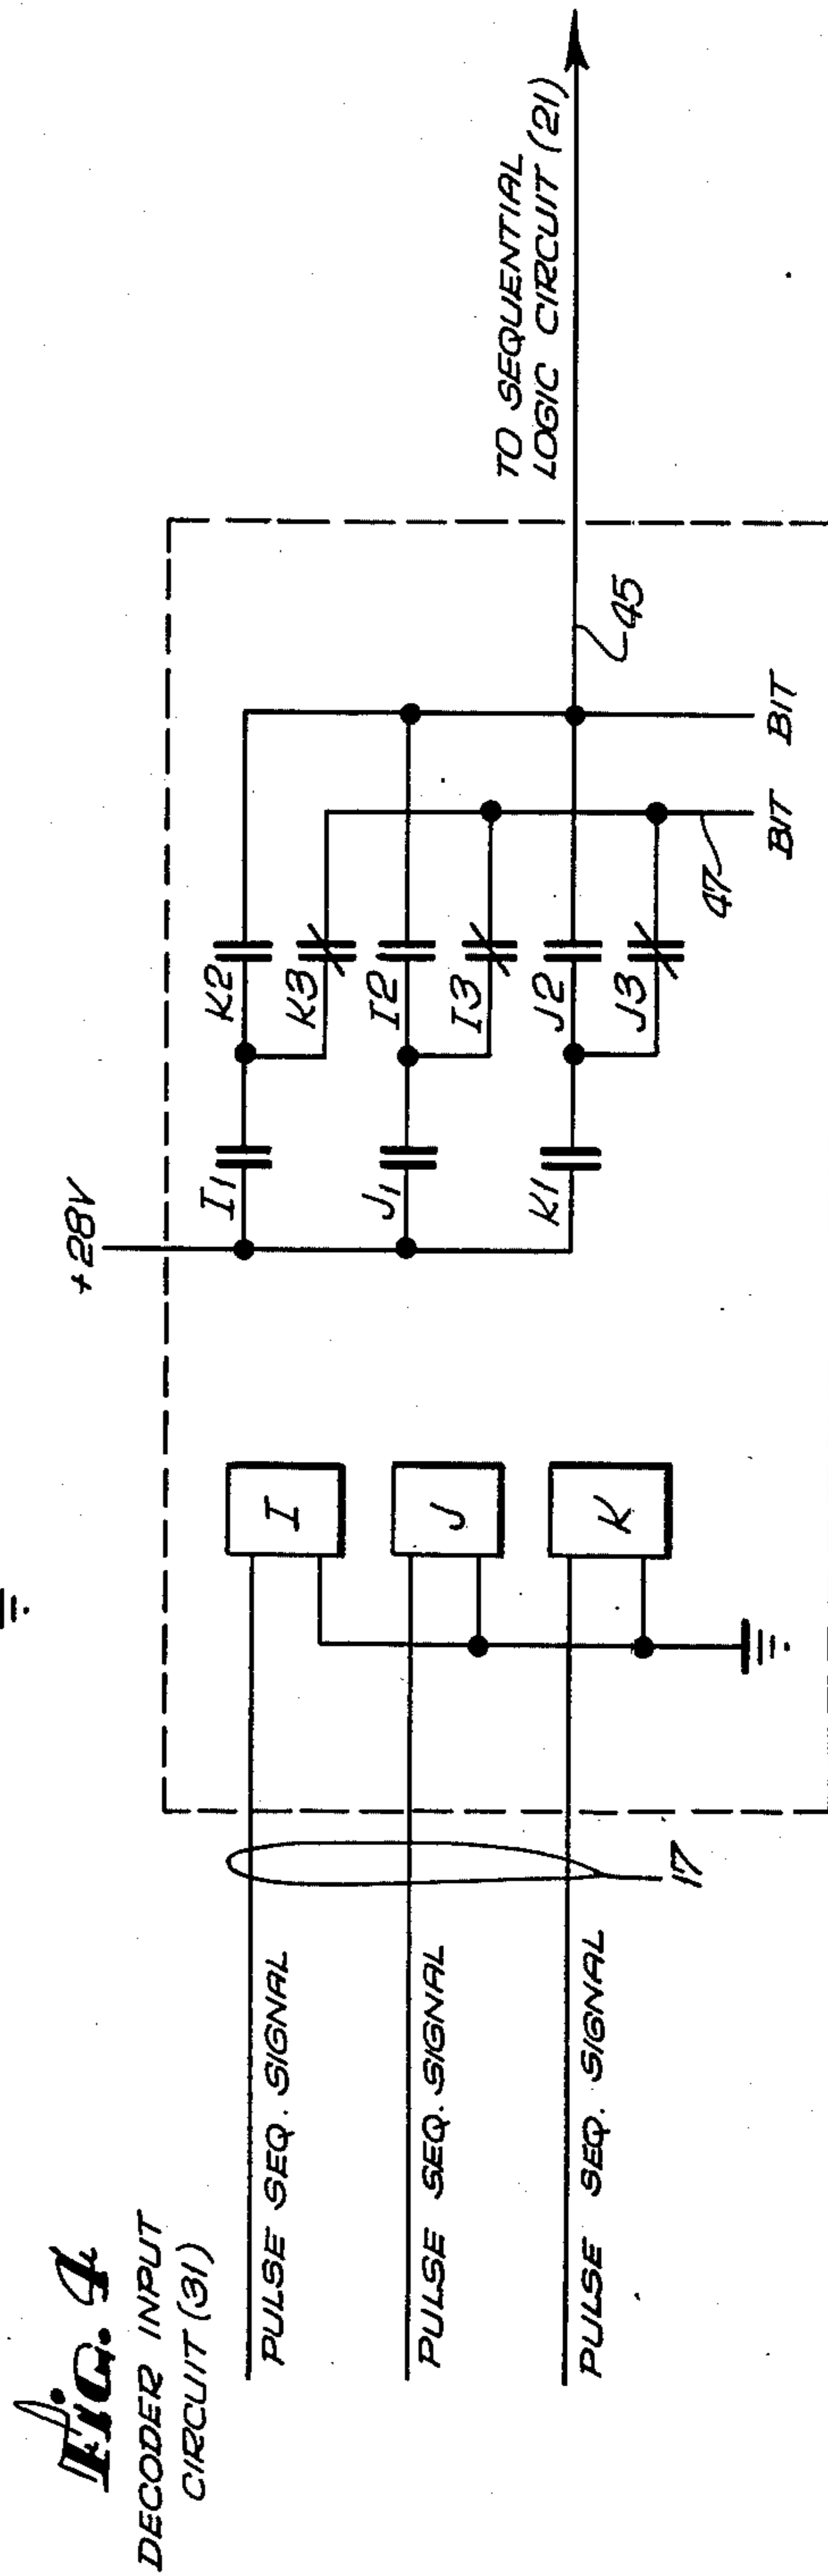 Fig. 4
DECODER INPUT
CIRCUIT (31)
PULSE SEQ. SIGNAL
PULSE SEQ. SIGNAL
PULSE SEQ. SIGNAL
17
I
J
K
+28V
I1
J1
K1
K2
K3
I2
I3
J2
J3
47
BIT
BIT
45
TO SEQUENTIAL
LOGIC CIRCUIT (21)